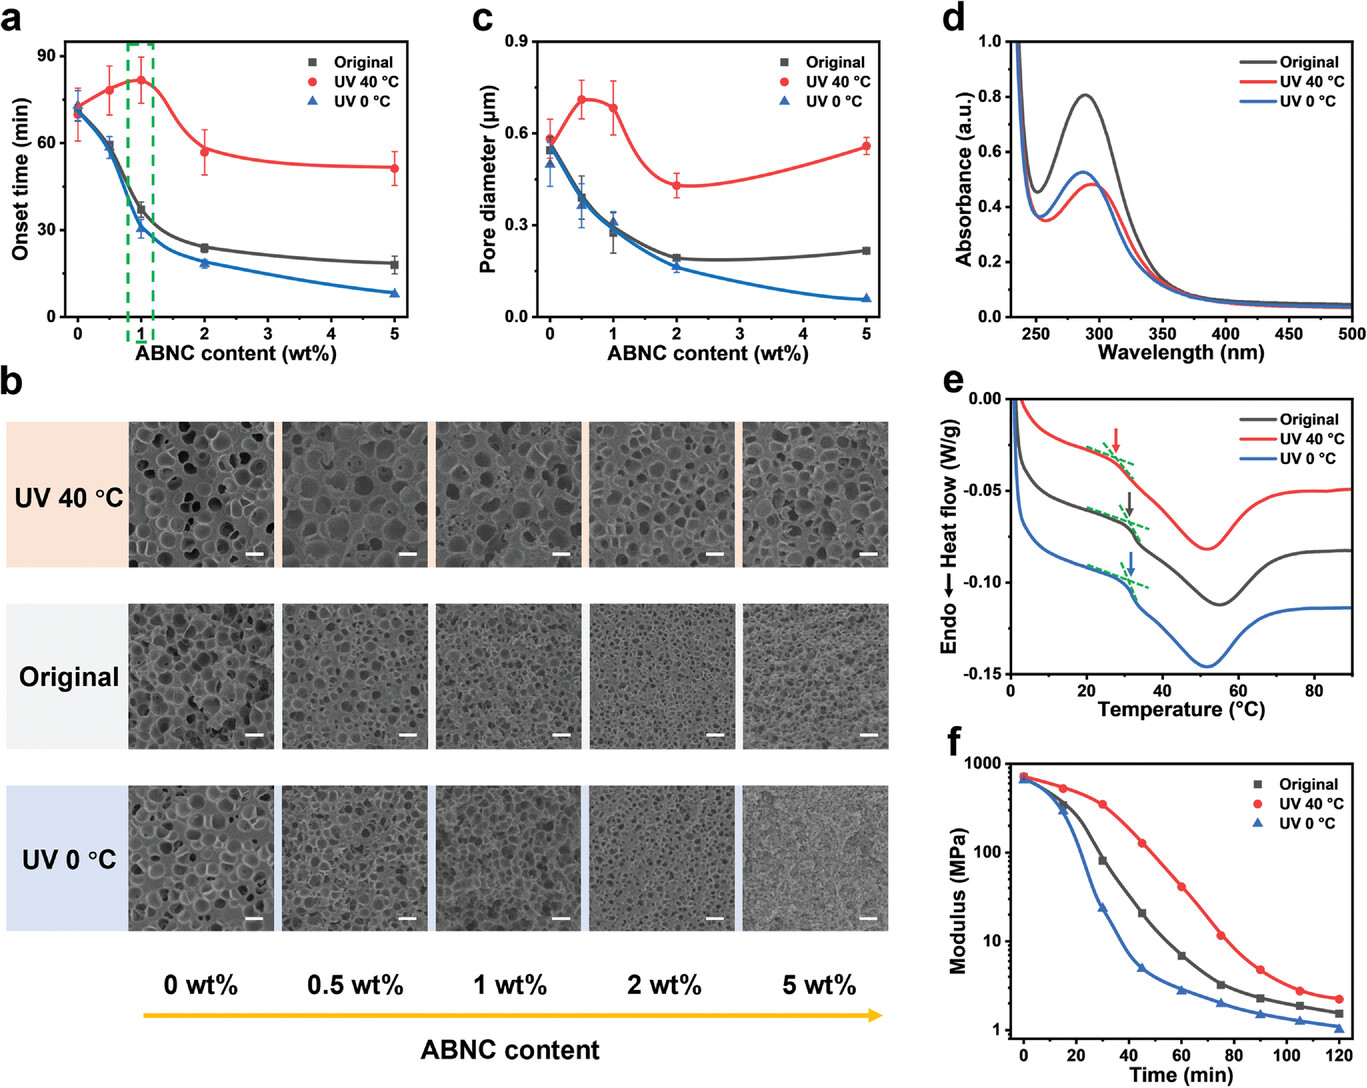 a
90
60
30
0
Onset time (min)
Original
UV 40 °C
UV 0 °C
0 1 2 3 4 5
ABNC content (wt%)
c
0.9
0.6
0.3
0.0
Pore diameter (μm)
Original
UV 40 °C
UV 0 °C
0 1 2 3 4 5
ABNC content (wt%)
d
1.0
0.8
0.6
0.4
0.2
0.0
Absorbance (a.u.)
Original
UV 40 °C
UV 0 °C
250 300 350 400 450 500
Wavelength (nm)
b
UV 40 °C
Original
UV 0 °C
0 wt% 0.5 wt% 1 wt% 2 wt% 5 wt%
ABNC content
e
0.00
-0.05
-0.10
-0.15
Endo ← Heat flow (W/g)
Original
UV 40 °C
UV 0 °C
0 20 40 60 80
Temperature (°C)
f
1000
100
10
1
Modulus (MPa)
Original
UV 40 °C
UV 0 °C
0 20 40 60 80 100 120
Time (min)